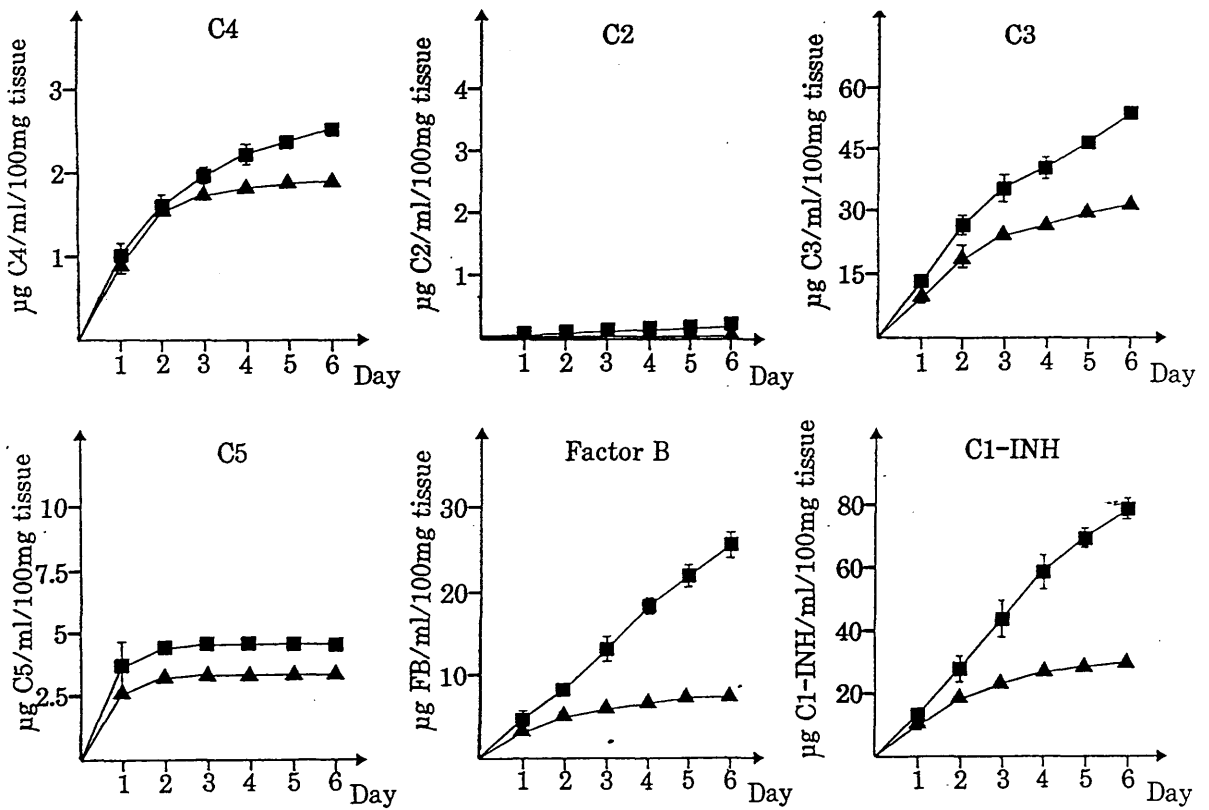 C4
µg C4/ml/100mg tissue
3
2
1
1 2 3 4 5 6 Day
C2
µg C2/ml/100mg tissue
4
3
2
1
1 2 3 4 5 6 Day
C3
µg C3/ml/100mg tissue
60
45
30
15
1 2 3 4 5 6 Day
C5
µg C5/ml/100mg tissue
10
7.5
5
2.5
1 2 3 4 5 6 Day
Factor B
µg FB/ml/100mg tissue
30
20
10
1 2 3 4 5 6 Day
C1-INH
µg C1-INH/ml/100mg tissue
80
60
40
20
1 2 3 4 5 6 Day